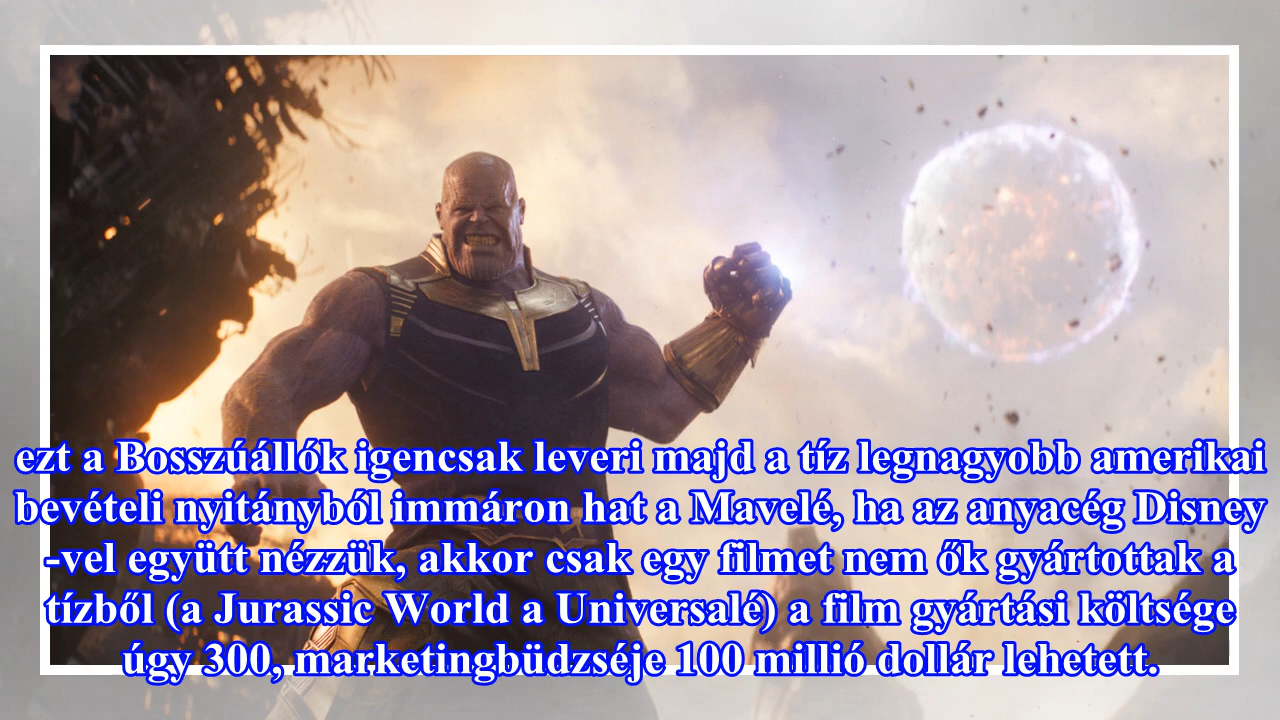 ezt a Bosszúállók igencsak leveri majd a tíz legnagyobb amerikai
bevételi nyitányból immáron hat a Mavelé, ha az anyacég Disney
-vel együtt nézzük, akkor csak egy filmet nem ők gyártottak a
tízből (a Jurassic World a Universalé) a film gyártási költsége
úgy 300, marketingbüdzséje 100 millió dollár lehetett.